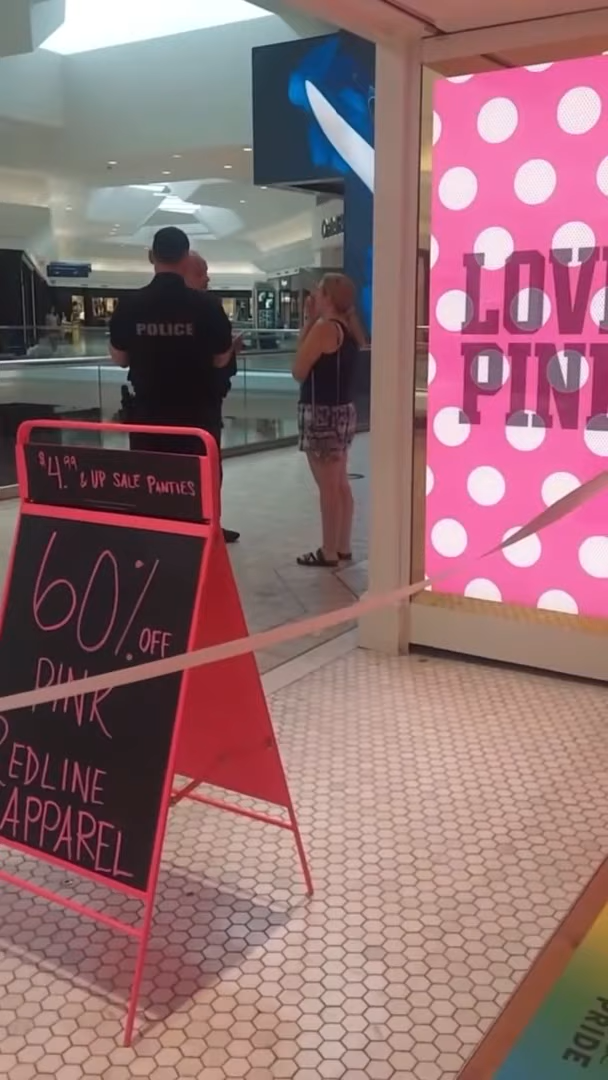 POLICE
$4.99 & UP SALE PANTIES
60% OFF
PINK
REDLINE
APPAREL
LOVE
PINK
PRIDE